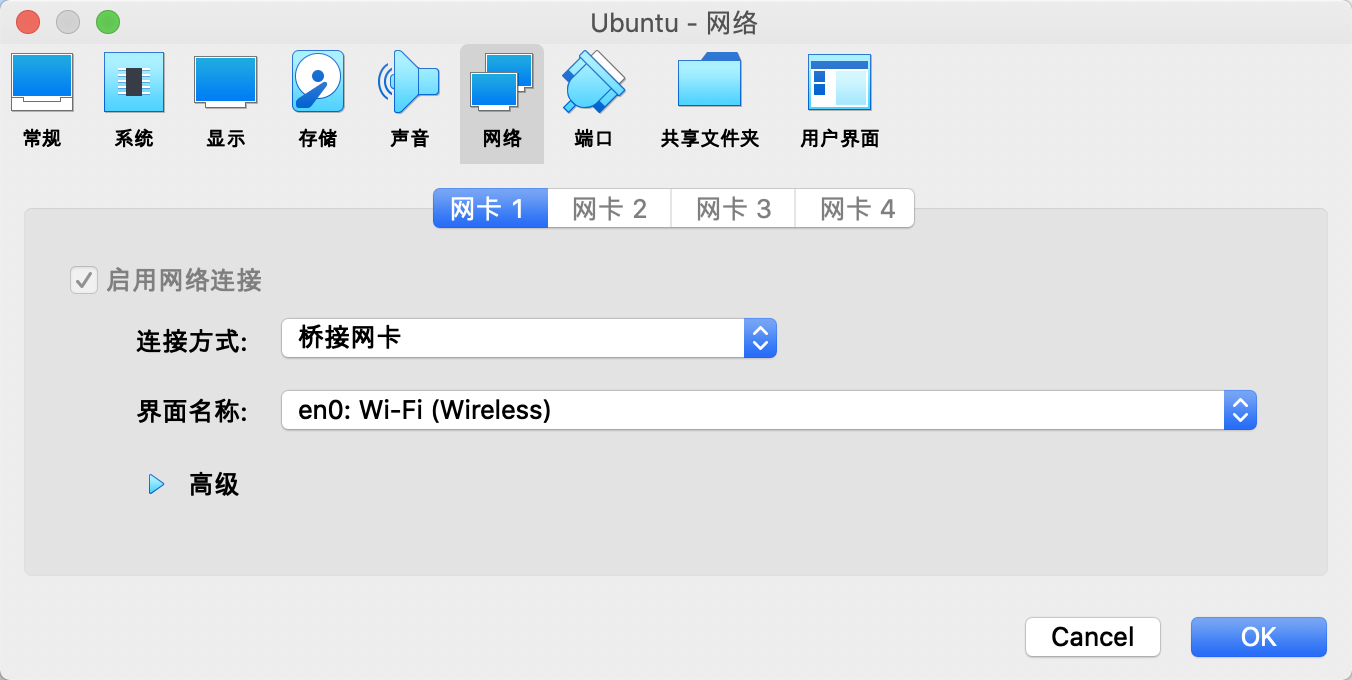 Ubuntu - 网络
常规 系统 显示 存储 声音 网络 端口 共享文件夹 用户界面
网卡 1 网卡 2 网卡 3 网卡 4
启用网络连接
连接方式: 桥接网卡
界面名称: en0: Wi-Fi (Wireless)
高级
Cancel OK